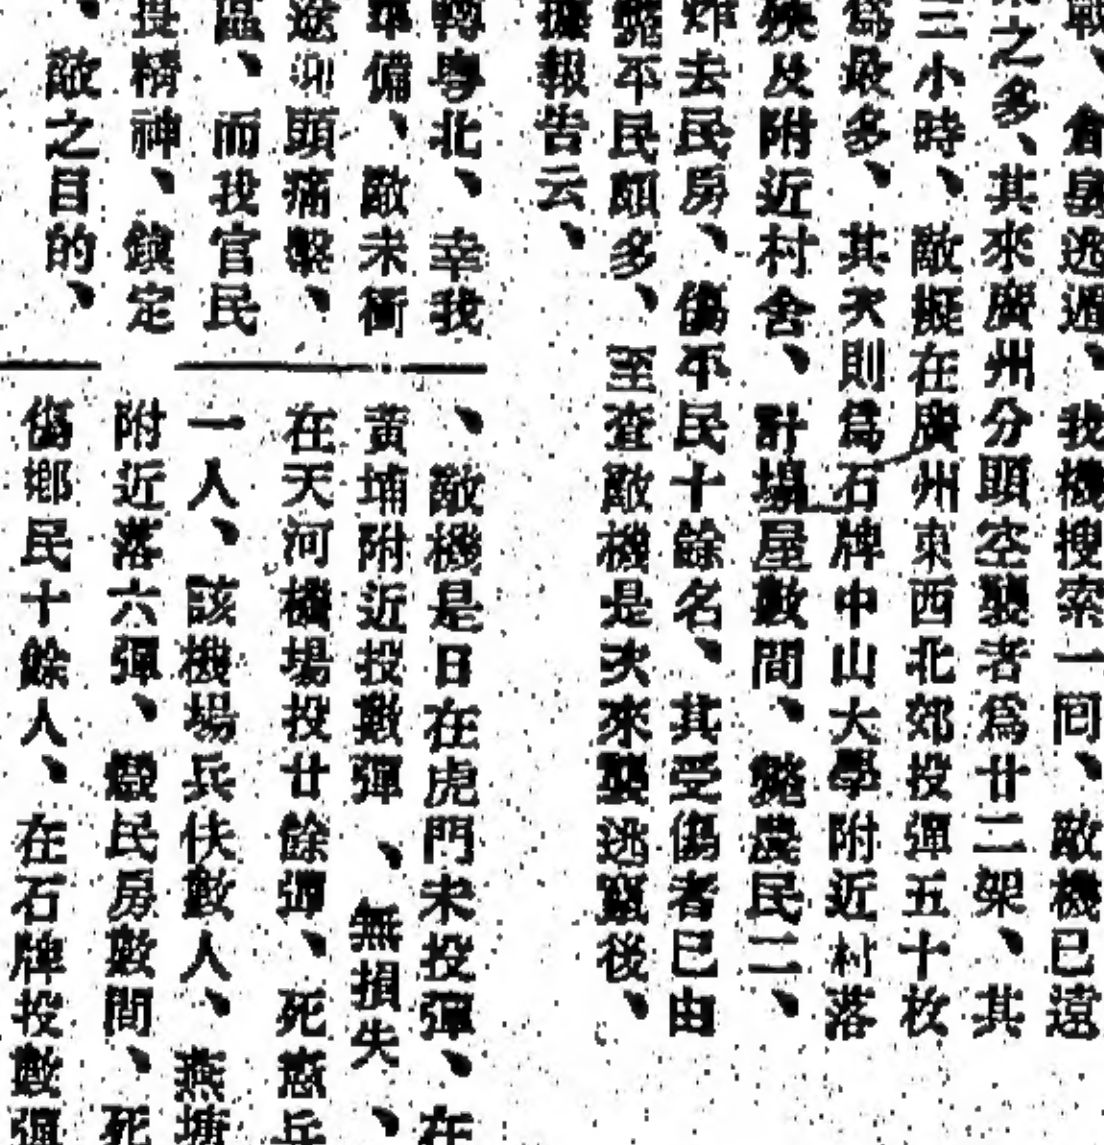 戰、倉皇逃遁、我機搜索一囘、敵機已遠
之多、其來廣州分頭空襲者爲廿二架、其
三小時、敵擬在廣州東西北郊投彈五十枚
爲最多、其次則爲石牌中山大學附近村落
殃及附近村舍、計塲屋數間、斃農民二、
炸去民房、傷不民十餘名、其受傷者已由
斃平民頗多、至查敵機是次來襲逃竄後、
據報告云、
轉粵北、幸我
準備、敵未衝
途迎頭痛擊、
區、而我官民
提精神、鎮定
、敵之目的、
、敵機是日在虎門未投彈、在
黃埔附近投數彈、無損失、
在天河機場投廿餘彈、死憲兵
一人、該機場兵伕數人、燕塘
附近落六彈、毀民房數間、死
傷鄉民十餘人、在石牌投數彈